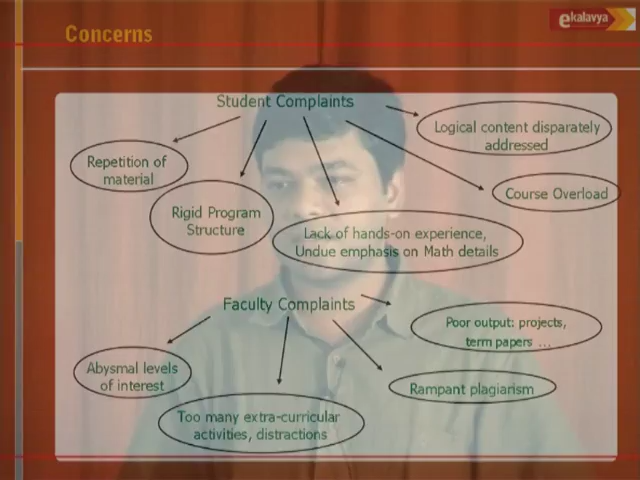 Concerns
ekalavya
Student Complaints
Logical content disparately
addressed
Repetition of
material
Course Overload
Rigid Program
Structure
Lack of hands-on experience,
Undue emphasis on Math details
Faculty Complaints
Poor output: projects,
term papers ...
Abysmal levels
of interest
Rampant plagiarism
Too many extra-curricular
activities, distractions